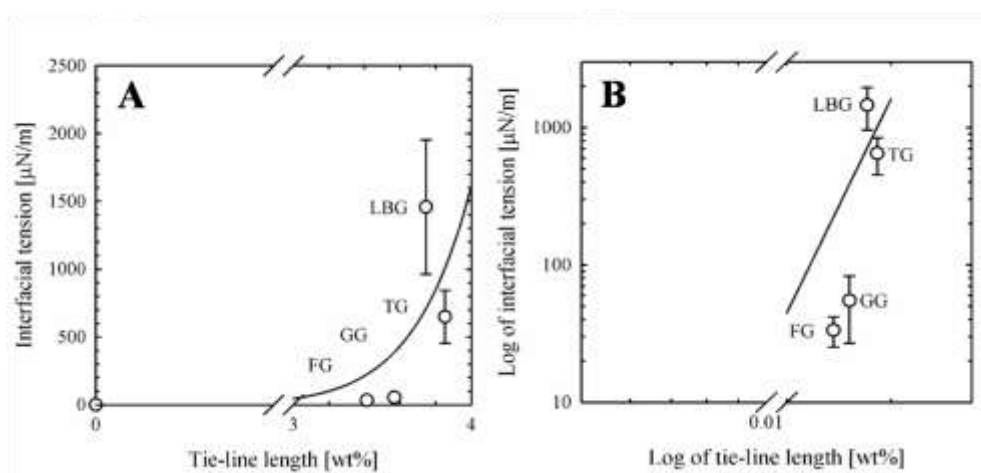 A
2500
2000
1500
1000
500
0
Interfacial tension [µN/m]
LBG
TG
GG
FG
0
3
4
Tie-line length [wt%]
B
1000
100
10
Log of interfacial tension [µN/m]
LBG
TG
GG
FG
0.01
Log of tie-line length [wt%]